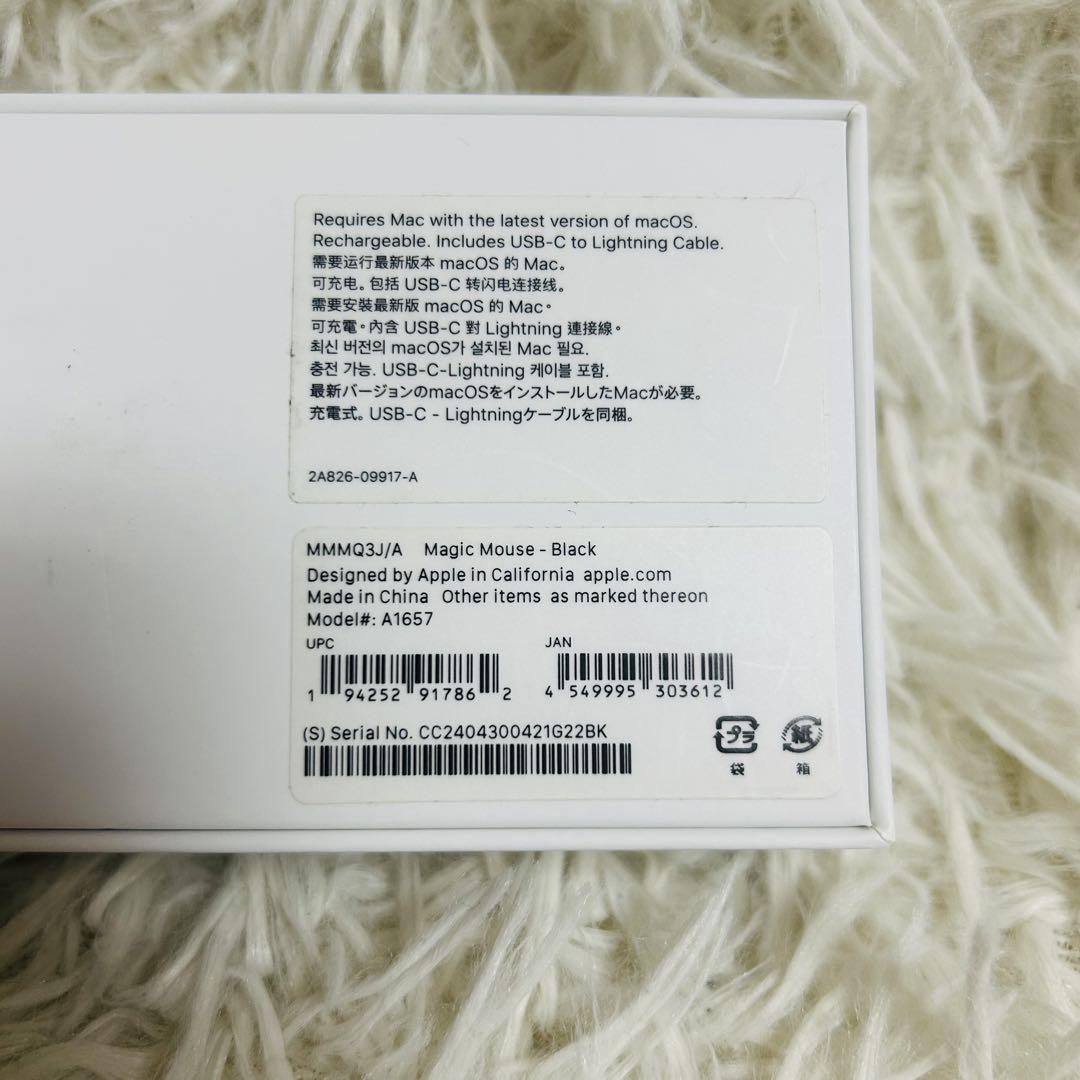 Requires Mac with the latest version of macOS.
Rechargeable. Includes USB-C to Lightning Cable.
需要运行最新版本 macOS 的 Mac。
可充电。包括 USB-C 转闪电连接线。
需要安裝最新版 macOS 的 Mac。
可充電。內含 USB-C 對 Lightning 連接線。
최신 버전의 macOS가 설치된 Mac 필요.
충전 가능. USB-C-Lightning 케이블 포함.
最新バージョンのmacOSをインストールしたMacが必要。
充電式。USB-C - Lightningケーブルを同梱。
2A826-09917-A
MMMQ3J/A Magic Mouse - Black
Designed by Apple in California apple.com
Made in China Other items as marked thereon
Model#: A1657
UPC JAN
1 94252 91786 2 4 549995 303612
(S) Serial No. CC2404300421G22BK
プラ 紙
袋 箱